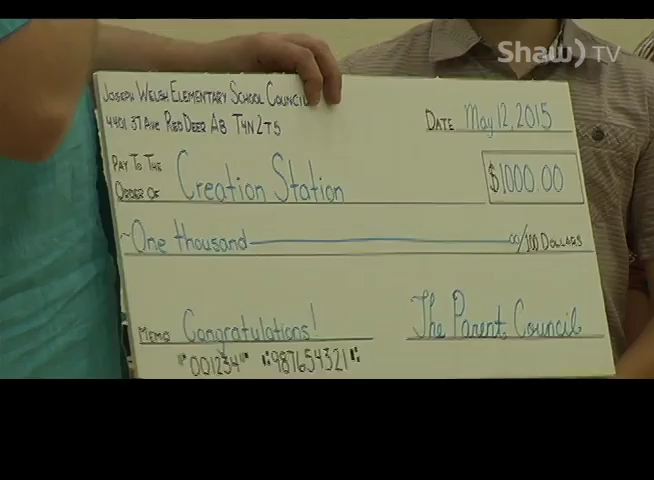 Shaw) TV
Joseph Welsh Elementary School Council
4401 37 Ave Red Deer AB T4N 2T5
Date May 12, 2015
Pay To The
Order Of Creation Station
$1000.00
~One thousand 00/100 Dollars
Memo Congratulations!
The Parent Council
"001234" ⑆987654321⑆